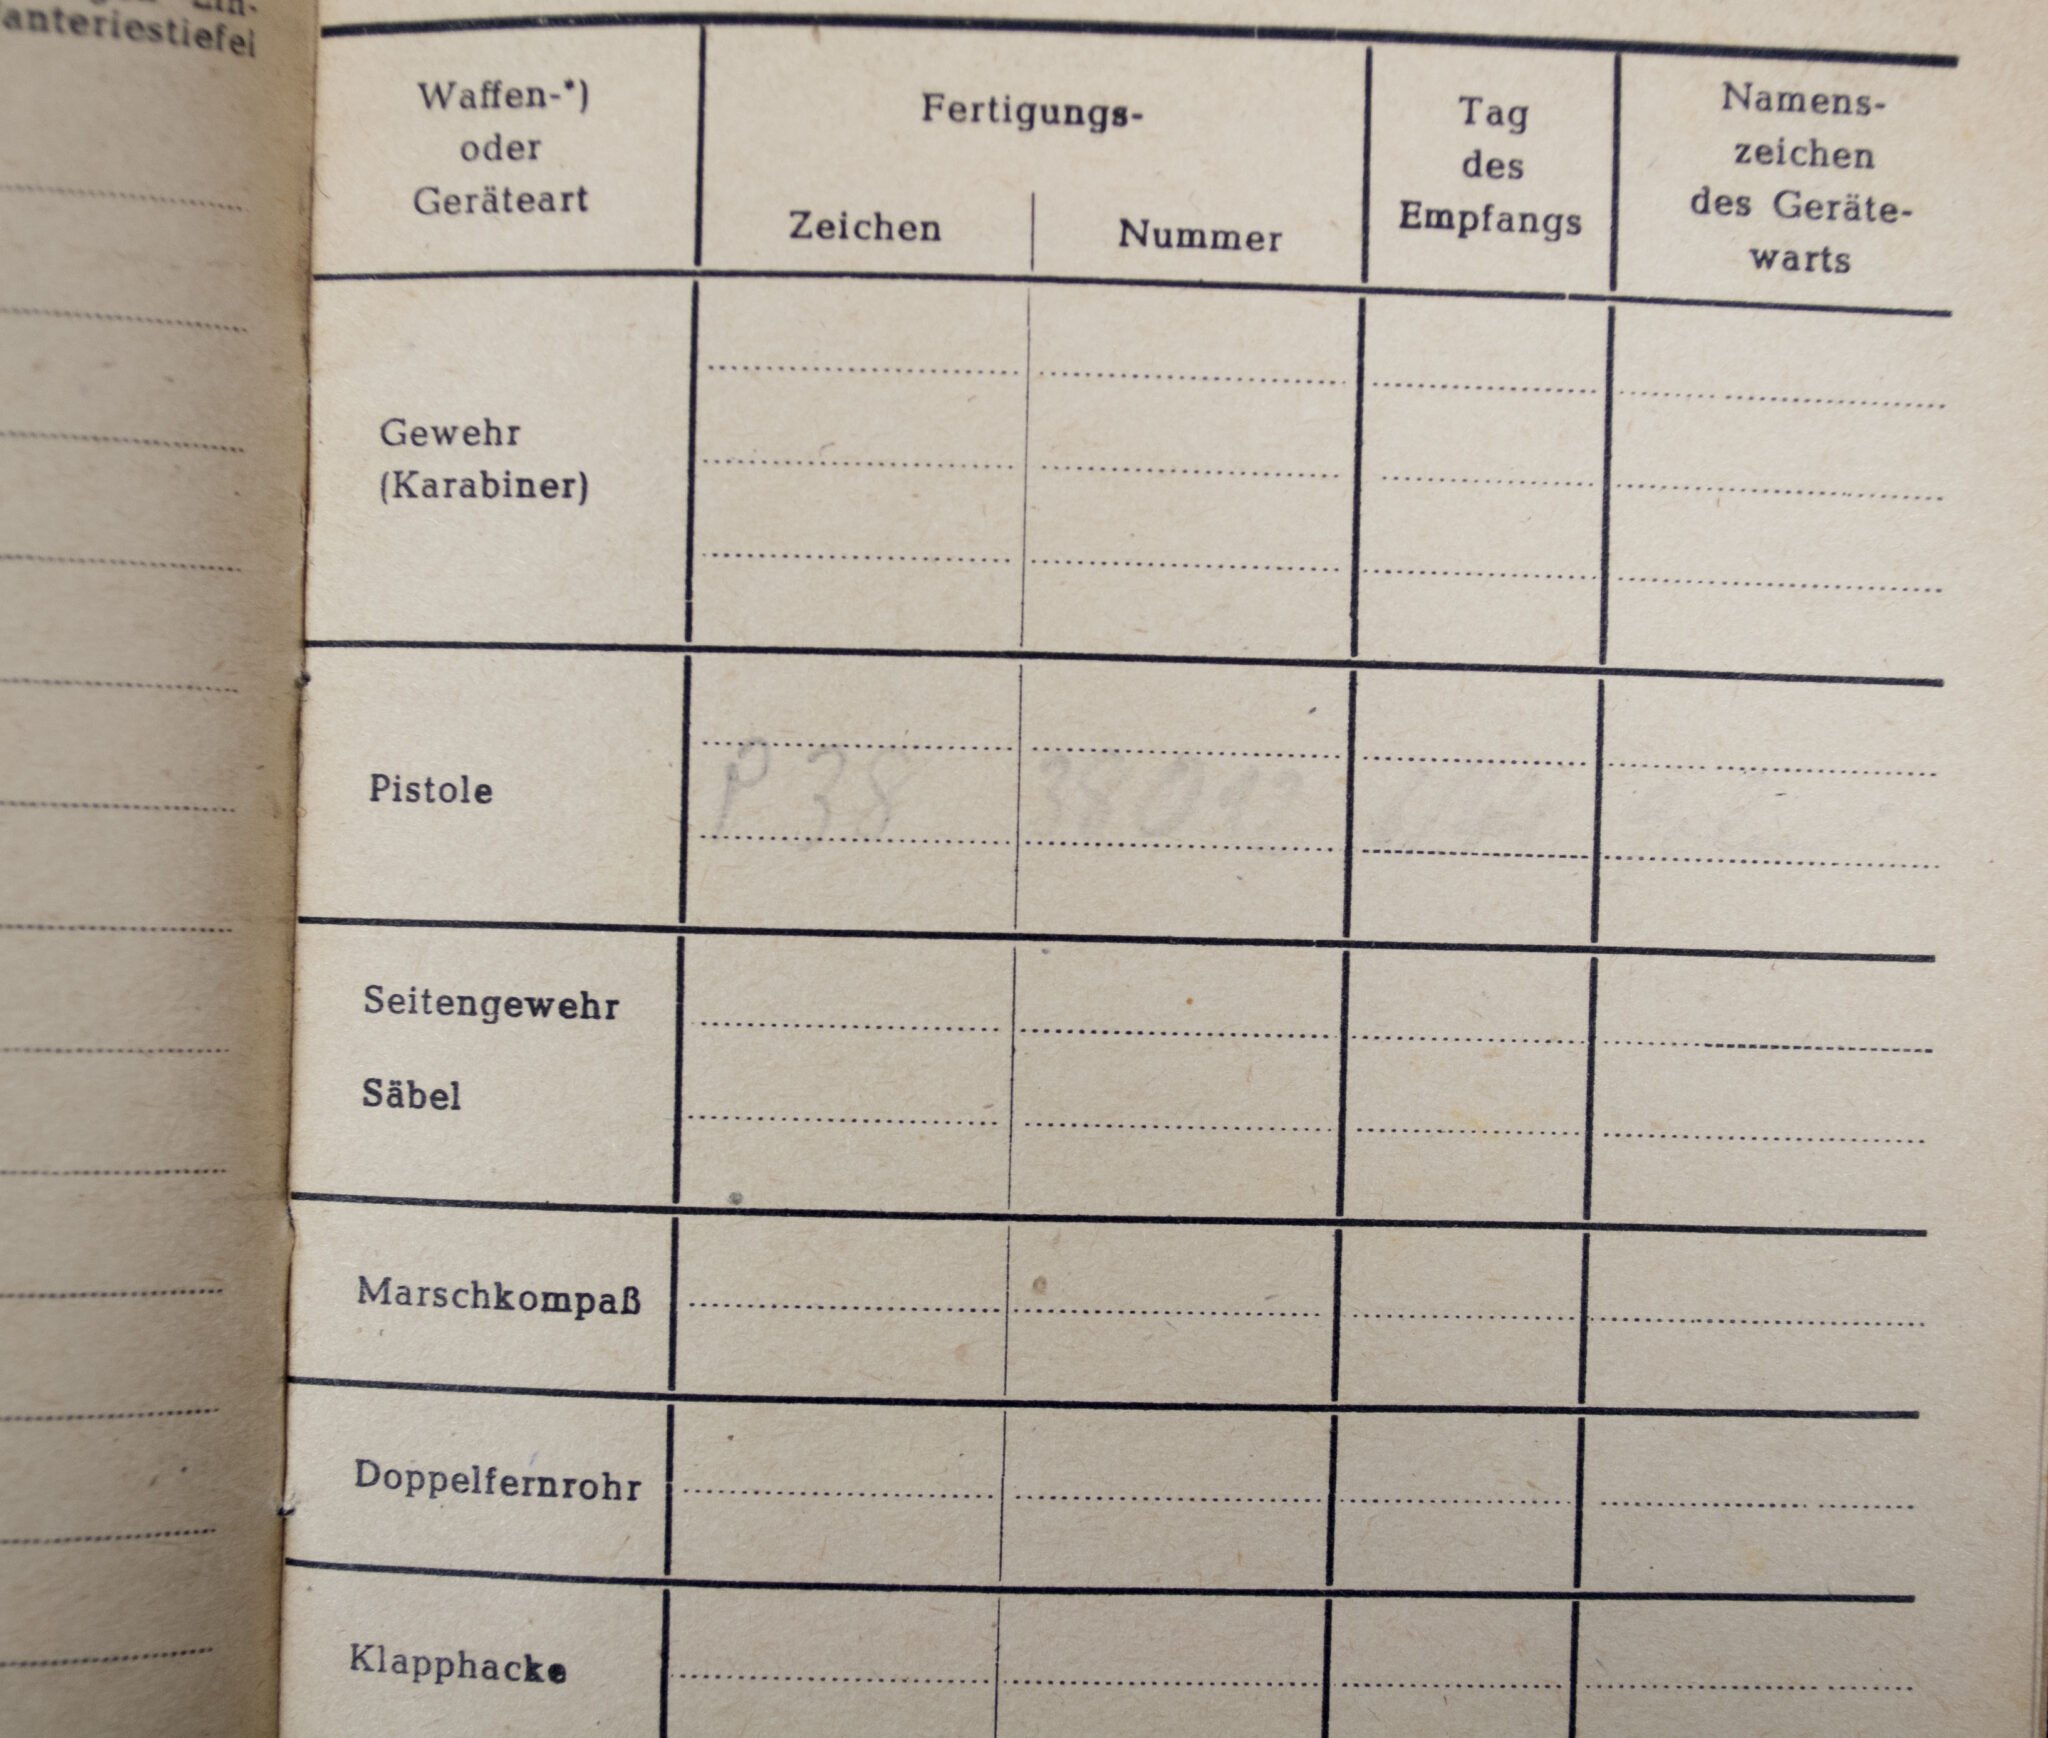 anteriestiefel
Waffen-*)
oder
Geräteart
Fertigungs-
Zeichen
Nummer
Tag
des
Empfangs
Namens-
zeichen
des Geräte-
warts
Gewehr
(Karabiner)
Pistole
P 38
Seitengewehr
Säbel
Marschkompaß
Doppelfernrohr
Klapphacke